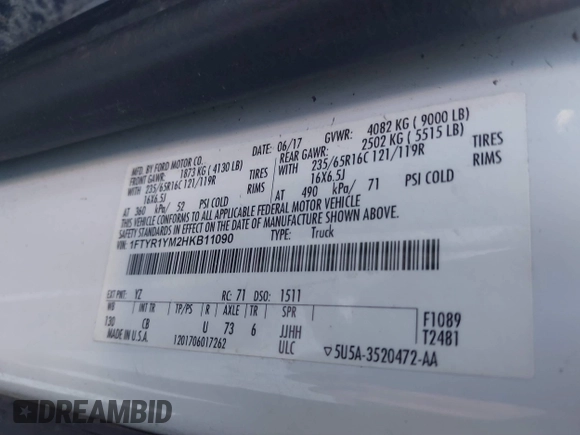 MFD. BY FORD MOTOR CO.
DATE: 06/17 GVWR: 4082 KG ( 9000 LB)
FRONT GAWR: 1873 KG ( 4130 LB) REAR GAWR: 2502 KG ( 5515 LB)
235/65R16C 121/119R TIRES 235/65R16C 121/119R TIRES
16X6.5J RIMS 16X6.5J RIMS
AT 360 kPa/ 52 PSI COLD AT 490 kPa/ 71 PSI COLD
THIS VEHICLE CONFORMS TO ALL APPLICABLE FEDERAL MOTOR VEHICLE
SAFETY STANDARDS IN EFFECT ON THE DATE OF MANUFACTURE SHOWN ABOVE.
VIN: 1FTYR1YM2HKB11090 TYPE: Truck
EXT PNT: YZ RC: 71 DSO: 1511
WB INT TR TP/PS R AXLE TR SPR F1089
130 CB U 73 6 JJHH T2481
MADE IN U.S.A. 1201706017262 ULC ▽5U5A-3520472-AA
DREAMBID